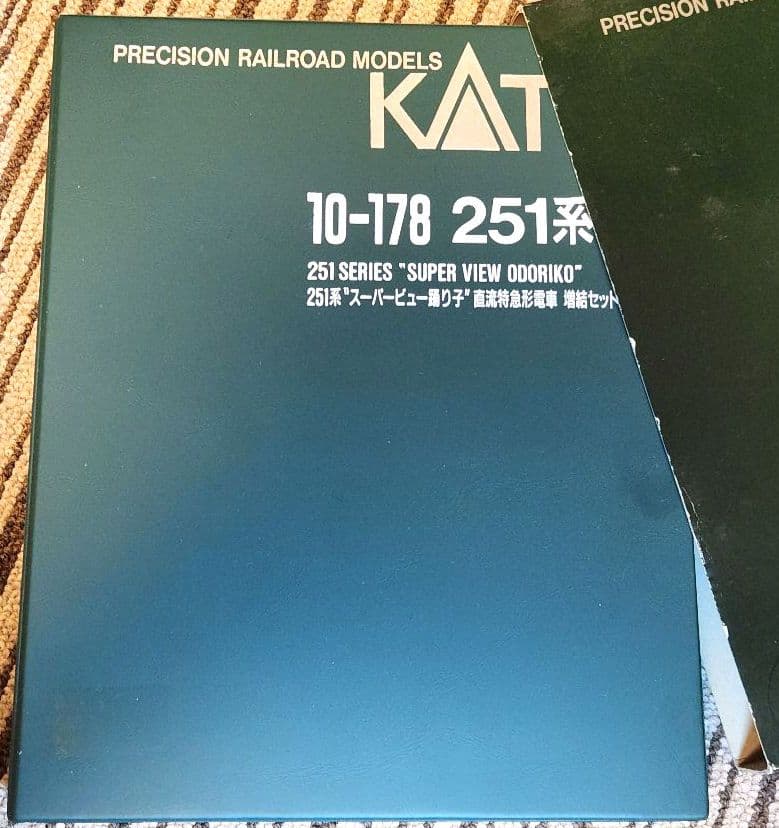 PRECISION RAILROAD MODELS
KAT
10-178 251系
251 SERIES "SUPER VIEW ODORIKO"
251系"スーパービュー踊り子" 直流特急形電車 増結セット
PRECISION